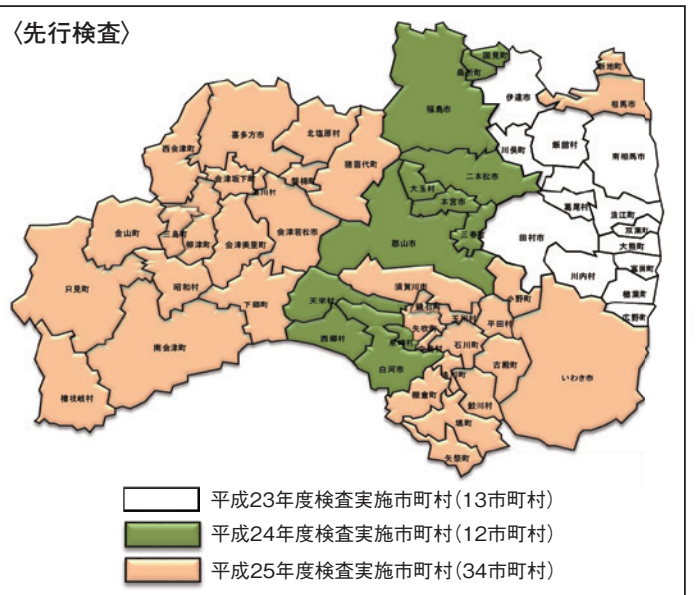 〈先行検査〉
国見町
桑折町
新地町
相馬市
伊達市
福島市
喜多方市
北塩原村
西会津町
川俣町
飯舘村
南相馬市
猪苗代町
二本松市
会津坂下町
磐梯町
湯川村
大玉村
本宮市
葛尾村
浪江町
双葉町
金山町
三島町
柳津町
会津美里町
会津若松市
郡山市
三春町
田村市
大熊町
川内村
富岡町
只見町
昭和村
下郷町
須賀川市
天栄村
鏡石町
玉川村
小野町
楢葉町
広野町
南会津町
西郷村
矢吹町
泉崎村
石川町
平田村
いわき市
白河市
古殿町
檜枝岐村
棚倉町
浅川町
鮫川村
塙町
矢祭町
平成23年度検査実施市町村(13市町村)
平成24年度検査実施市町村(12市町村)
平成25年度検査実施市町村(34市町村)